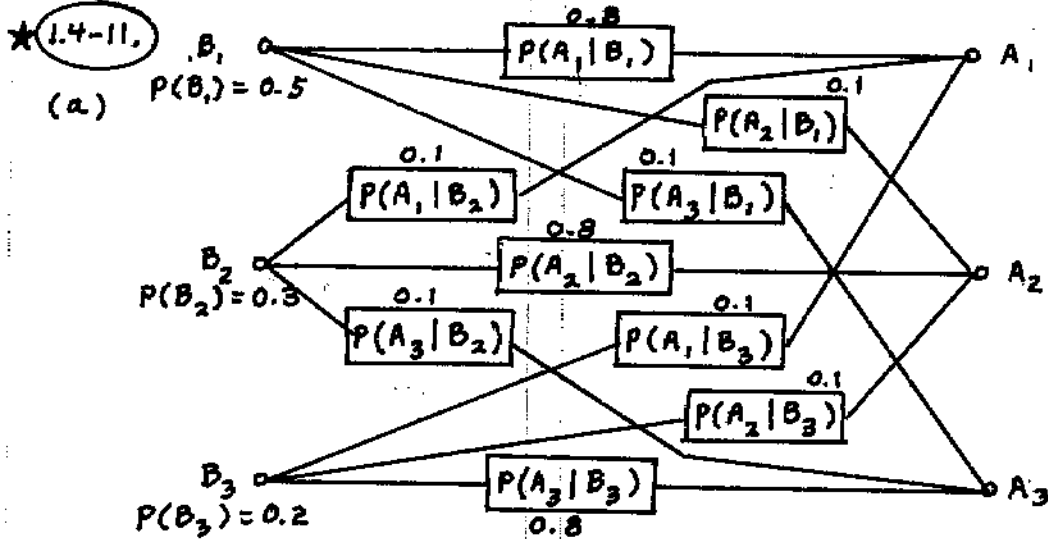 ★ 1.4-11.
(a)
B₁
P(B₁) = 0.5
0.8
P(A₁|B₁)
A₁
0.1
P(A₂|B₁)
0.1
P(A₁|B₂)
0.1
P(A₃|B₁)
B₂
P(B₂) = 0.3
0.8
P(A₂|B₂)
A₂
0.1
P(A₃|B₂)
0.1
P(A₁|B₃)
0.1
P(A₂|B₃)
B₃
P(B₃) = 0.2
P(A₃|B₃)
0.8
A₃